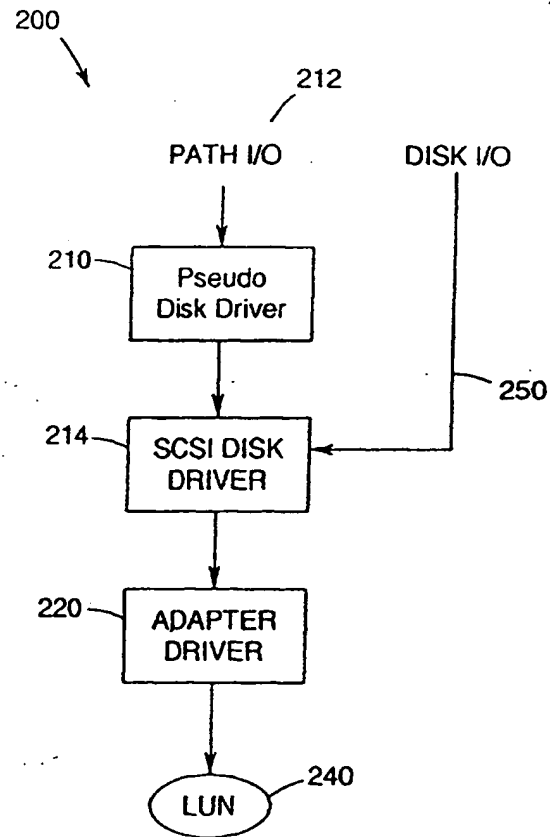 200
212
PATH I/O
DISK I/O
210
Pseudo
Disk Driver
250
214
SCSI DISK
DRIVER
220
ADAPTER
DRIVER
240
LUN